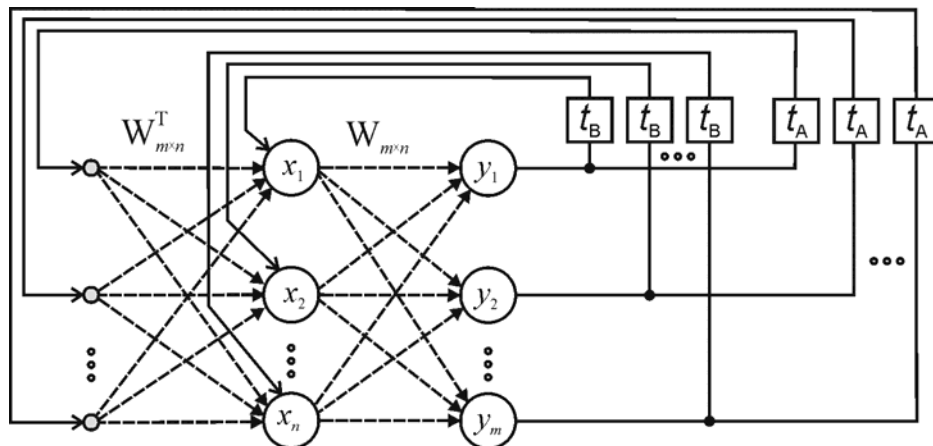 t_B t_B t_B t_A t_A t_A
W^T_{m×n} W_{m×n}
x_1 y_1
x_2 y_2
x_n y_m